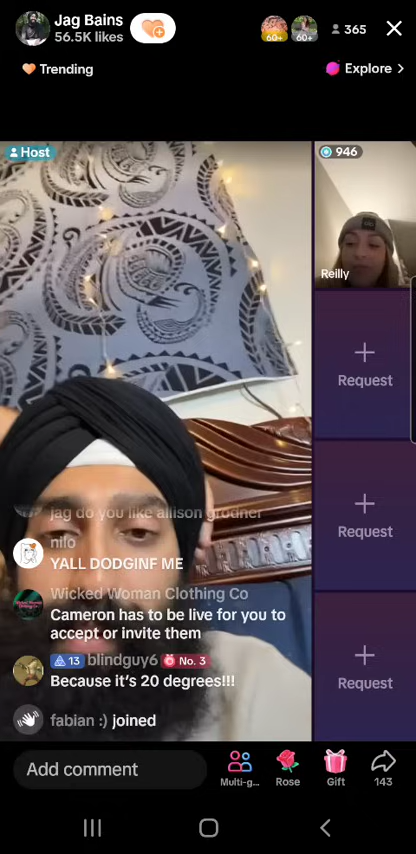 Jag Bains
56.5K likes
60+
60+
365
Trending
Explore >
Host
946
Reilly
Request
Request
Request
jag do you like allison grodner
nilo
YALL DODGINF ME
Wicked Woman Clothing Co
Cameron has to be live for you to
accept or invite them
13 blindguy6 No. 3
Because it's 20 degrees!!!
fabian :) joined
Add comment
Multi-g...
Rose
Gift
143